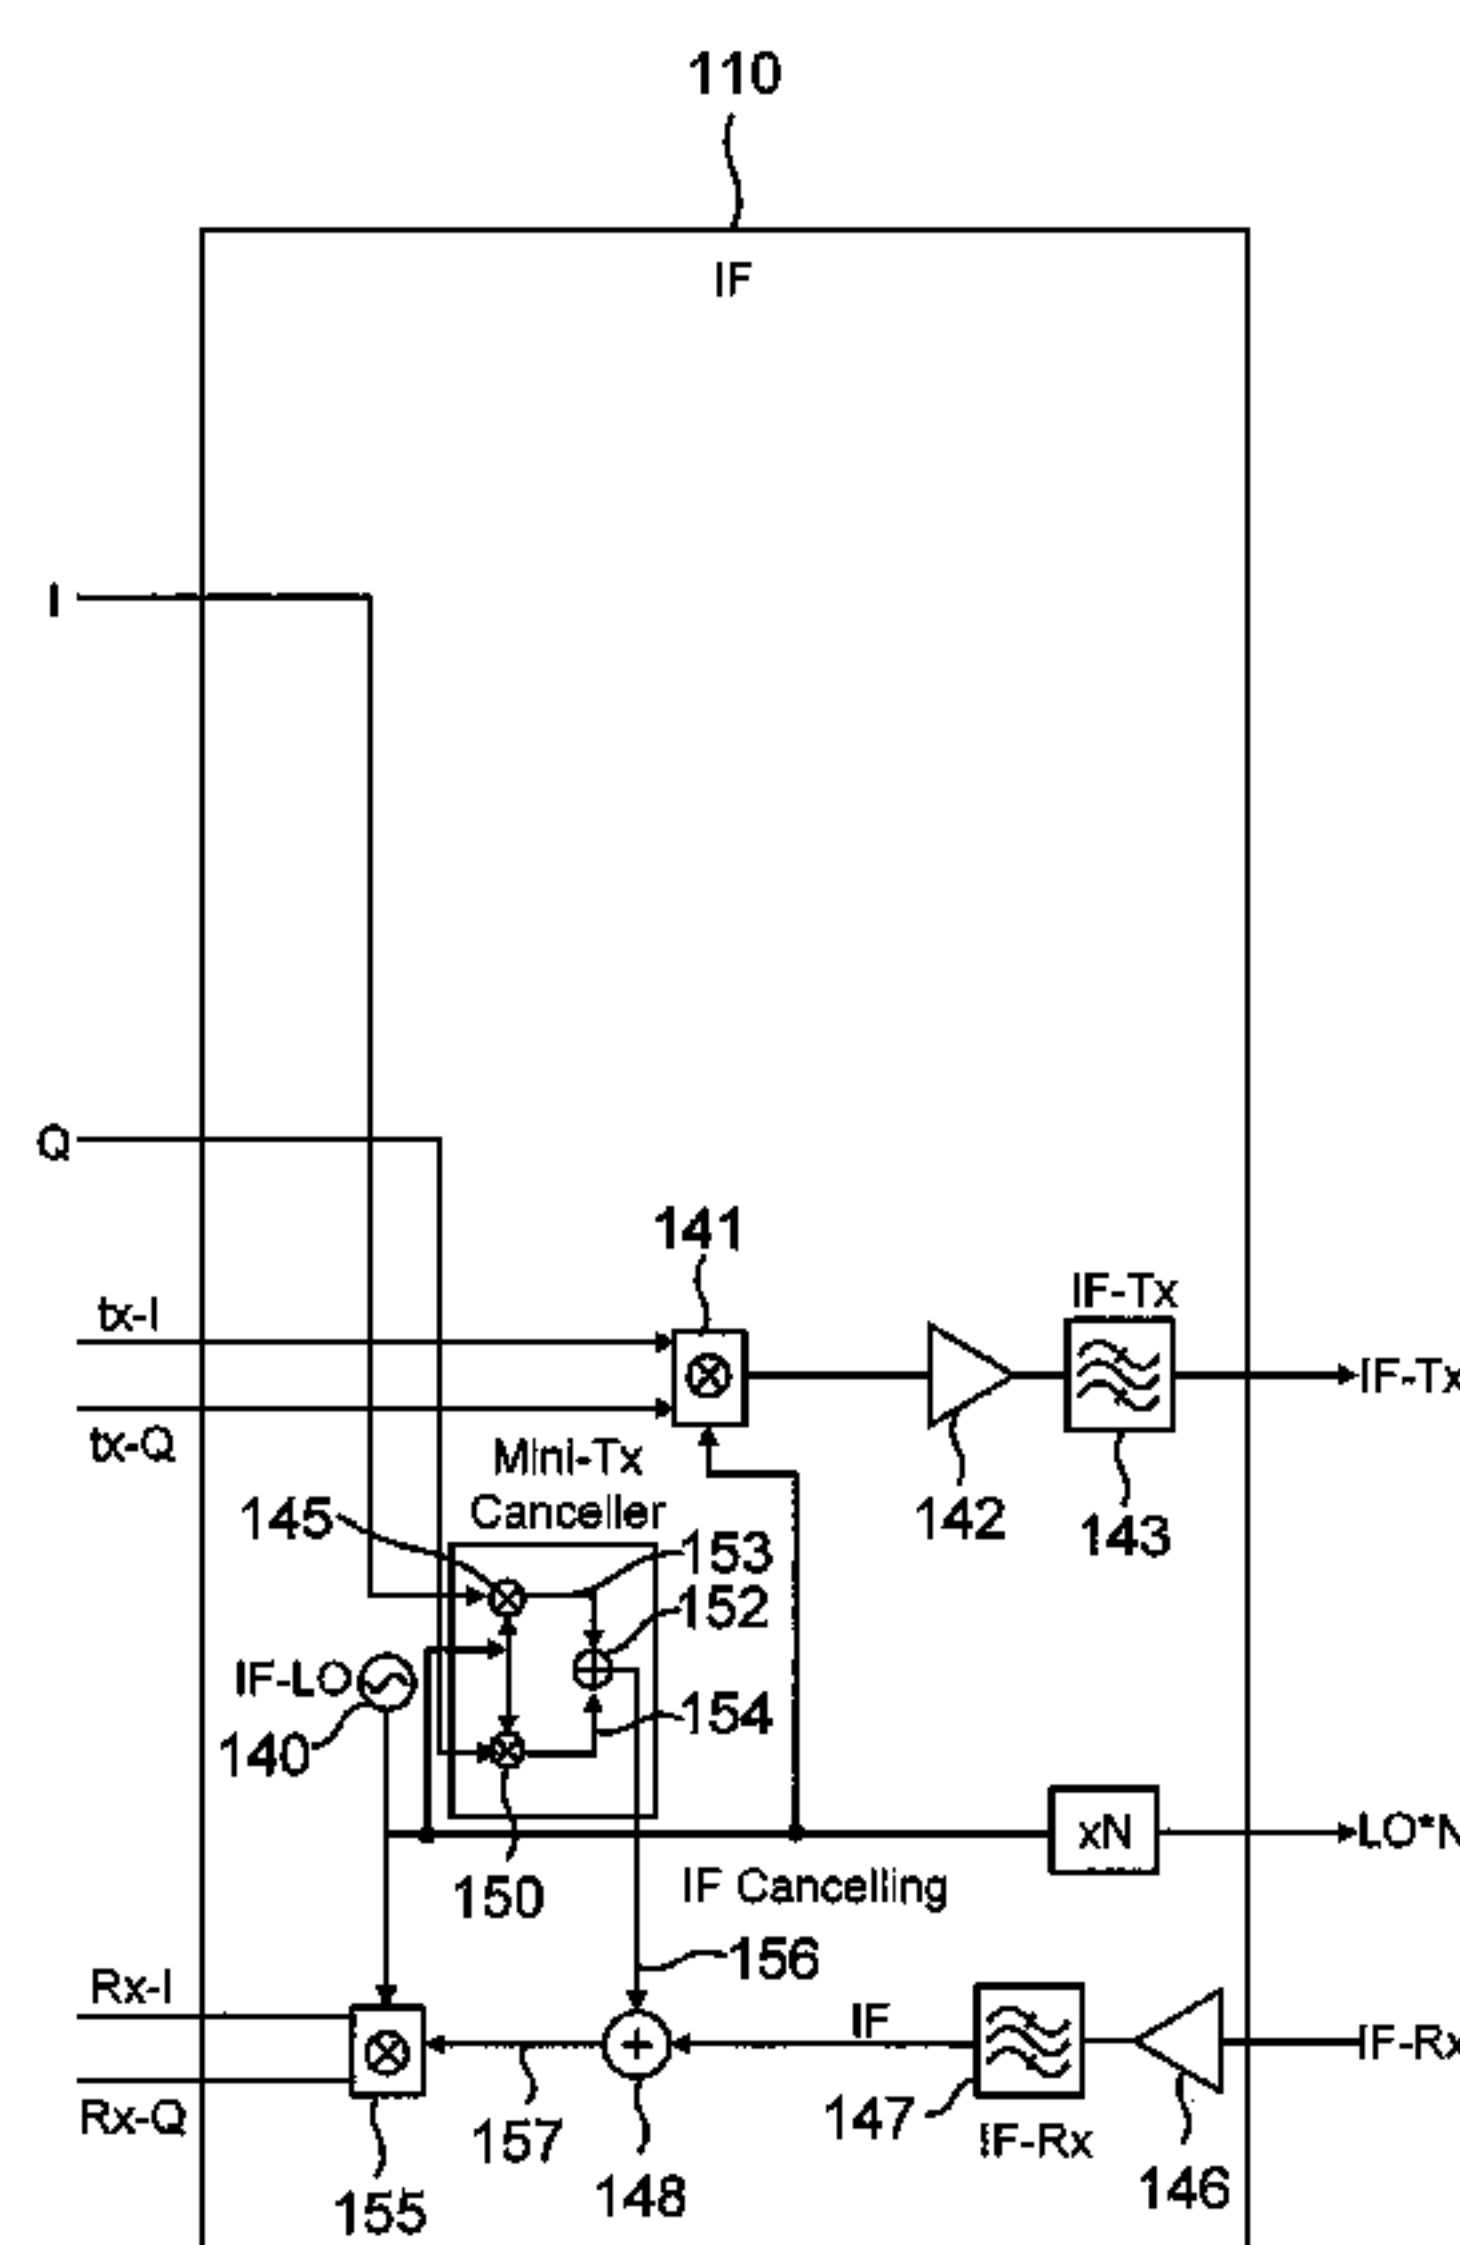 110
IF
I
Q
141
IF-Tx
tx-I
IF-Tx
tx-Q
Mini-Tx
Canceller
142
143
145
153
152
IF-LO
154
140
xN
LO*N
150
IF Cancelling
156
Rx-I
IF
IF-Rx
Rx-Q
147
IF-Rx
157
148
146
155